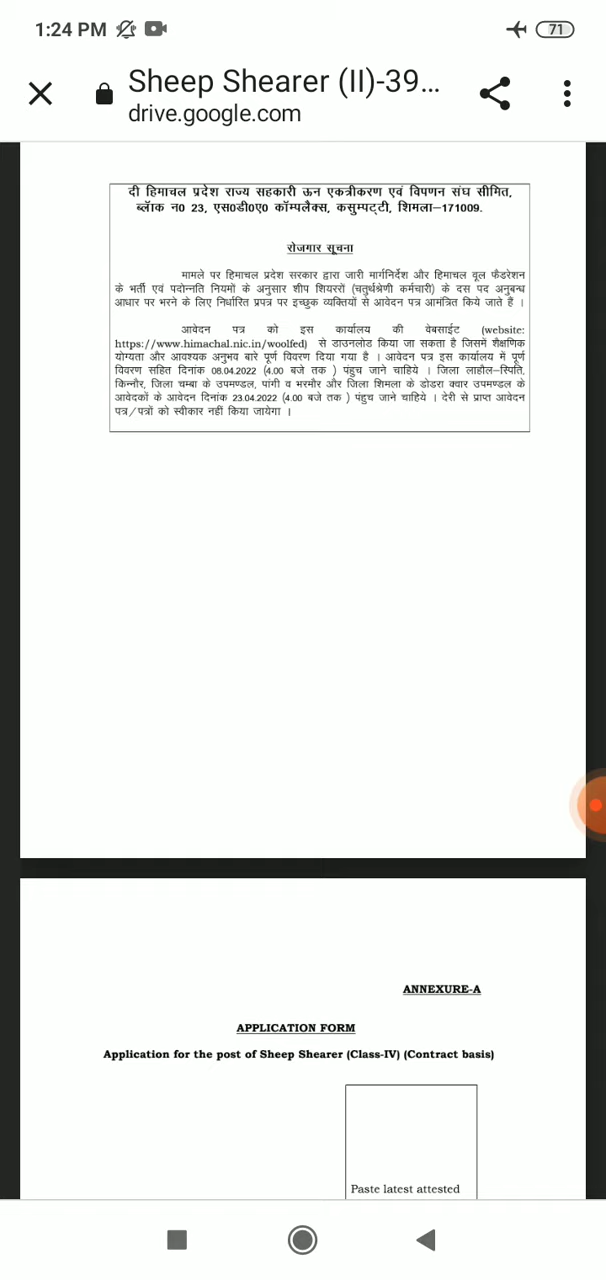 1:24 PM
71
Sheep Shearer (II)-39...
drive.google.com
दी हिमाचल प्रदेश राज्य सहकारी ऊन एकत्रीकरण एवं विपणन संघ सीमित,
ब्लॅाक न0 23, एस0डी0ए0 कॉम्पलैक्स, कसुम्पट्टी, शिमला–171009.
रोजगार सूचना
मामले पर हिमाचल प्रदेश सरकार द्वारा जारी मार्गनिर्देश और हिमाचल वूल फैडरेशन
के भर्ती एवं पदोन्नति नियमों के अनुसार शीप शियररों (चतुर्थश्रेणी कर्मचारी) के दस पद अनुबन्ध
आधार पर भरने के लिए निर्धारित प्रपत्र पर इच्छुक व्यक्तियों से आवेदन पत्र आमंत्रित किये जाते हैं ।
आवेदन पत्र को इस कार्यालय की वेबसाईट (website:
https://www.himachal.nic.in/woolfed) से डाउनलोड किया जा सकता है जिसमें शैक्षणिक
योग्यता और आवश्यक अनुभव बारे पूर्ण विवरण दिया गया है । आवेदन पत्र इस कार्यालय में पूर्ण
विवरण सहित दिनांक 08.04.2022 (4.00 बजे तक ) पंहुच जाने चाहिये । जिला लाहौल–स्पिति,
किन्नौर, जिला चम्बा के उपमण्डल, पांगी व भरमौर और जिला शिमला के डोडरा क्वार उपमण्डल के
आवेदकों के आवेदन दिनांक 23.04.2022 (4.00 बजे तक ) पंहुच जाने चाहिये । देरी से प्राप्त आवेदन
पत्र/पत्रों को स्वीकार नहीं किया जायेगा ।
ANNEXURE-A
APPLICATION FORM
Application for the post of Sheep Shearer (Class-IV) (Contract basis)
Paste latest attested